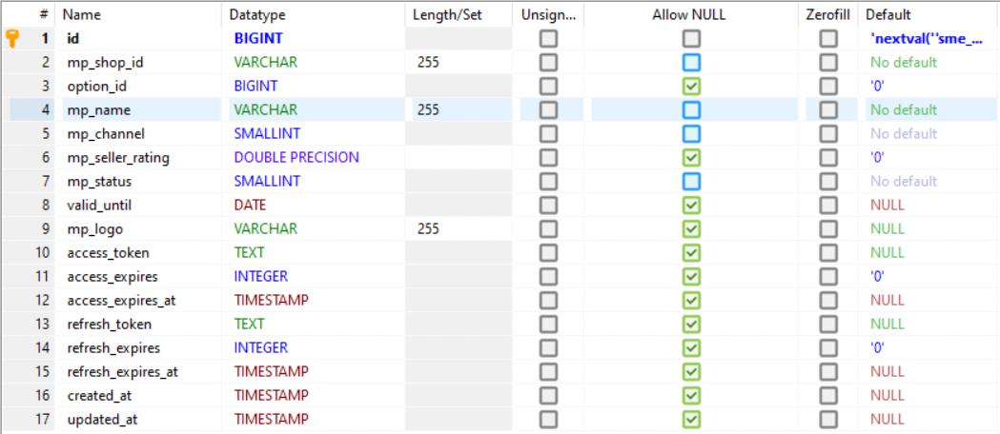 # Name Datatype Length/Set Unsign... Allow NULL Zerofill Default
1 id BIGINT 'nextval(''sme_...
2 mp_shop_id VARCHAR 255 No default
3 option_id BIGINT '0'
4 mp_name VARCHAR 255 No default
5 mp_channel SMALLINT No default
6 mp_seller_rating DOUBLE PRECISION '0'
7 mp_status SMALLINT No default
8 valid_until DATE NULL
9 mp_logo VARCHAR 255 NULL
10 access_token TEXT NULL
11 access_expires INTEGER '0'
12 access_expires_at TIMESTAMP NULL
13 refresh_token TEXT NULL
14 refresh_expires INTEGER '0'
15 refresh_expires_at TIMESTAMP NULL
16 created_at TIMESTAMP NULL
17 updated_at TIMESTAMP NULL